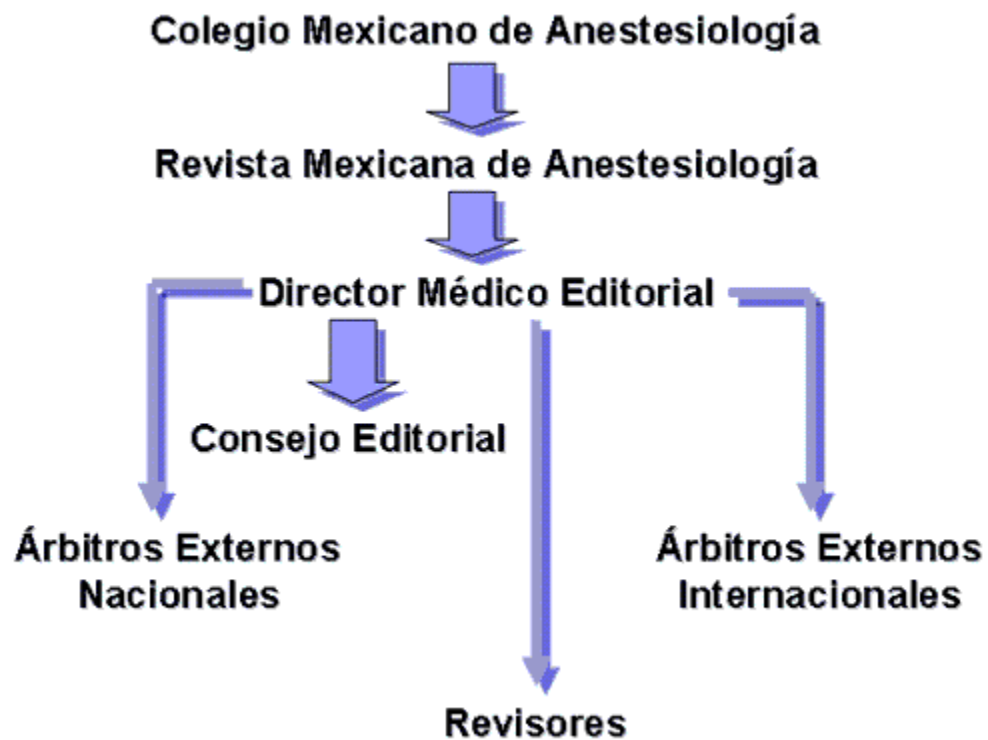 Colegio Mexicano de Anestesiología
Revista Mexicana de Anestesiología
Director Médico Editorial
Consejo Editorial
Árbitros Externos
Nacionales
Árbitros Externos
Internacionales
Revisores